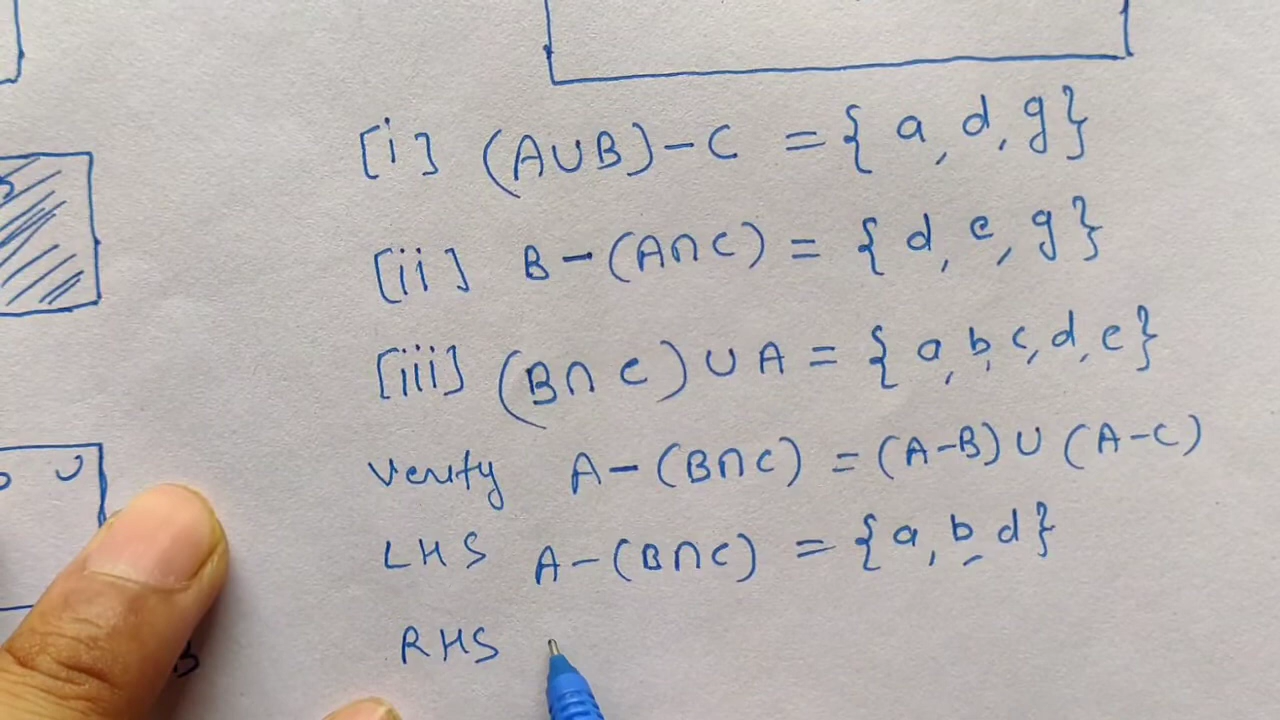 [i] (A∪B)-C = {a, d, g}
[ii] B-(A∩C) = {d, e, g}
[iii] (B∩C)∪A = {a, b, c, d, e}
Verify A-(B∩C) = (A-B)∪(A-C)
LHS A-(B∩C) = {a, b, d}
∪
RHS
B